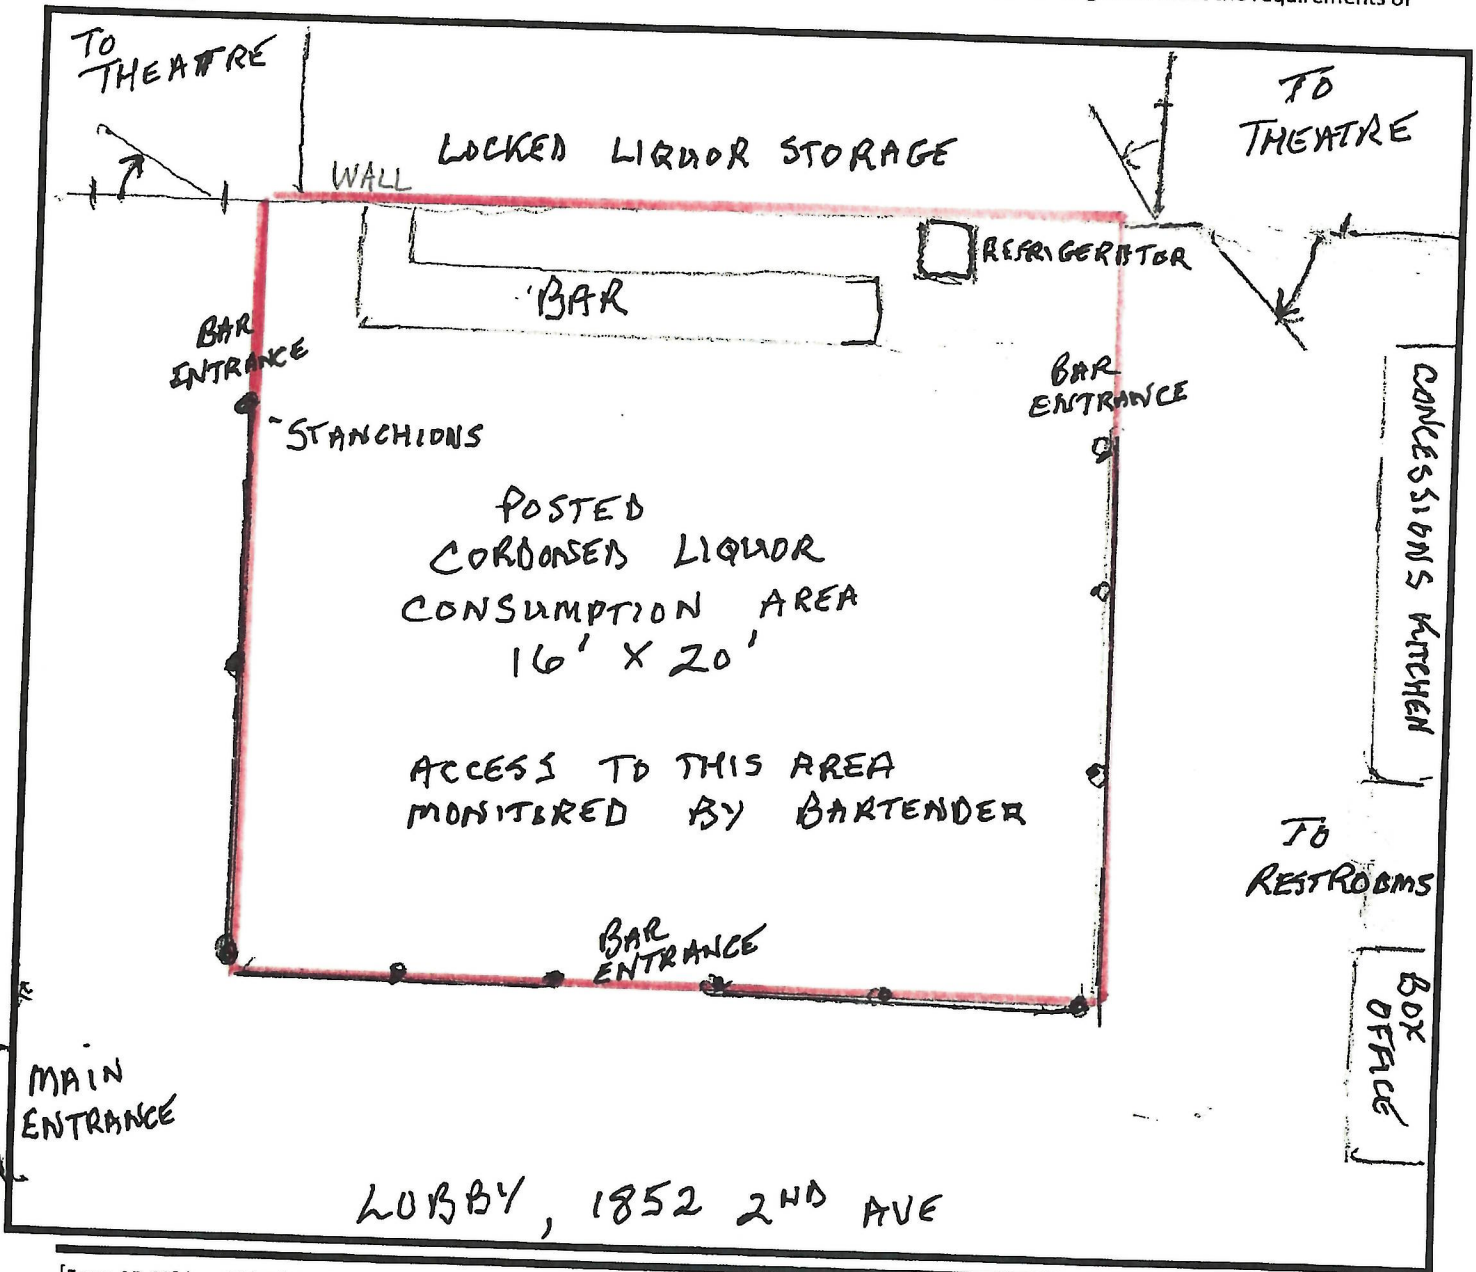 requirements of
TO
THEATRE
TO
THEATRE
LOCKED LIQUOR STORAGE
WALL
REFRIGERATOR
BAR
BAR
ENTRANCE
BAR
ENTRANCE
STANCHIONS
CONCESSIONS KITCHEN
POSTED
CORDONED LIQUOR
CONSUMPTION AREA
16' X 20'
ACCESS TO THIS AREA
MONITORED BY BARTENDER
TO
RESTROOMS
BAR
ENTRANCE
BOX
OFFICE
MAIN
ENTRANCE
LOBBY, 1852 2ND AVE